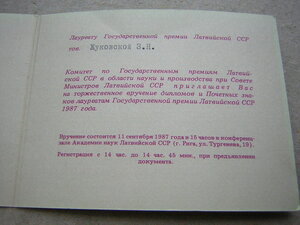 Лауреату Государственной премии Латвийской ССР
тов. Жуковской З.Н.
Комитет по Государственным премиям Латвий-
ской ССР в области науки и производства при Совете
Министров Латвийской ССР приглашает Вас
на торжественное вручение дипломов и Почетных зна-
ков лауреатам Государственной премии Латвийской ССР
1987 года.
Вручение состоится 11 сентября 1987 года в 15 часов в конференц-
зале Академии наук Латвийской ССР (г. Рига, ул. Тургенева, 19).
Регистрация с 14 час. до 14 час. 45 мин., при предъявлении
документа.